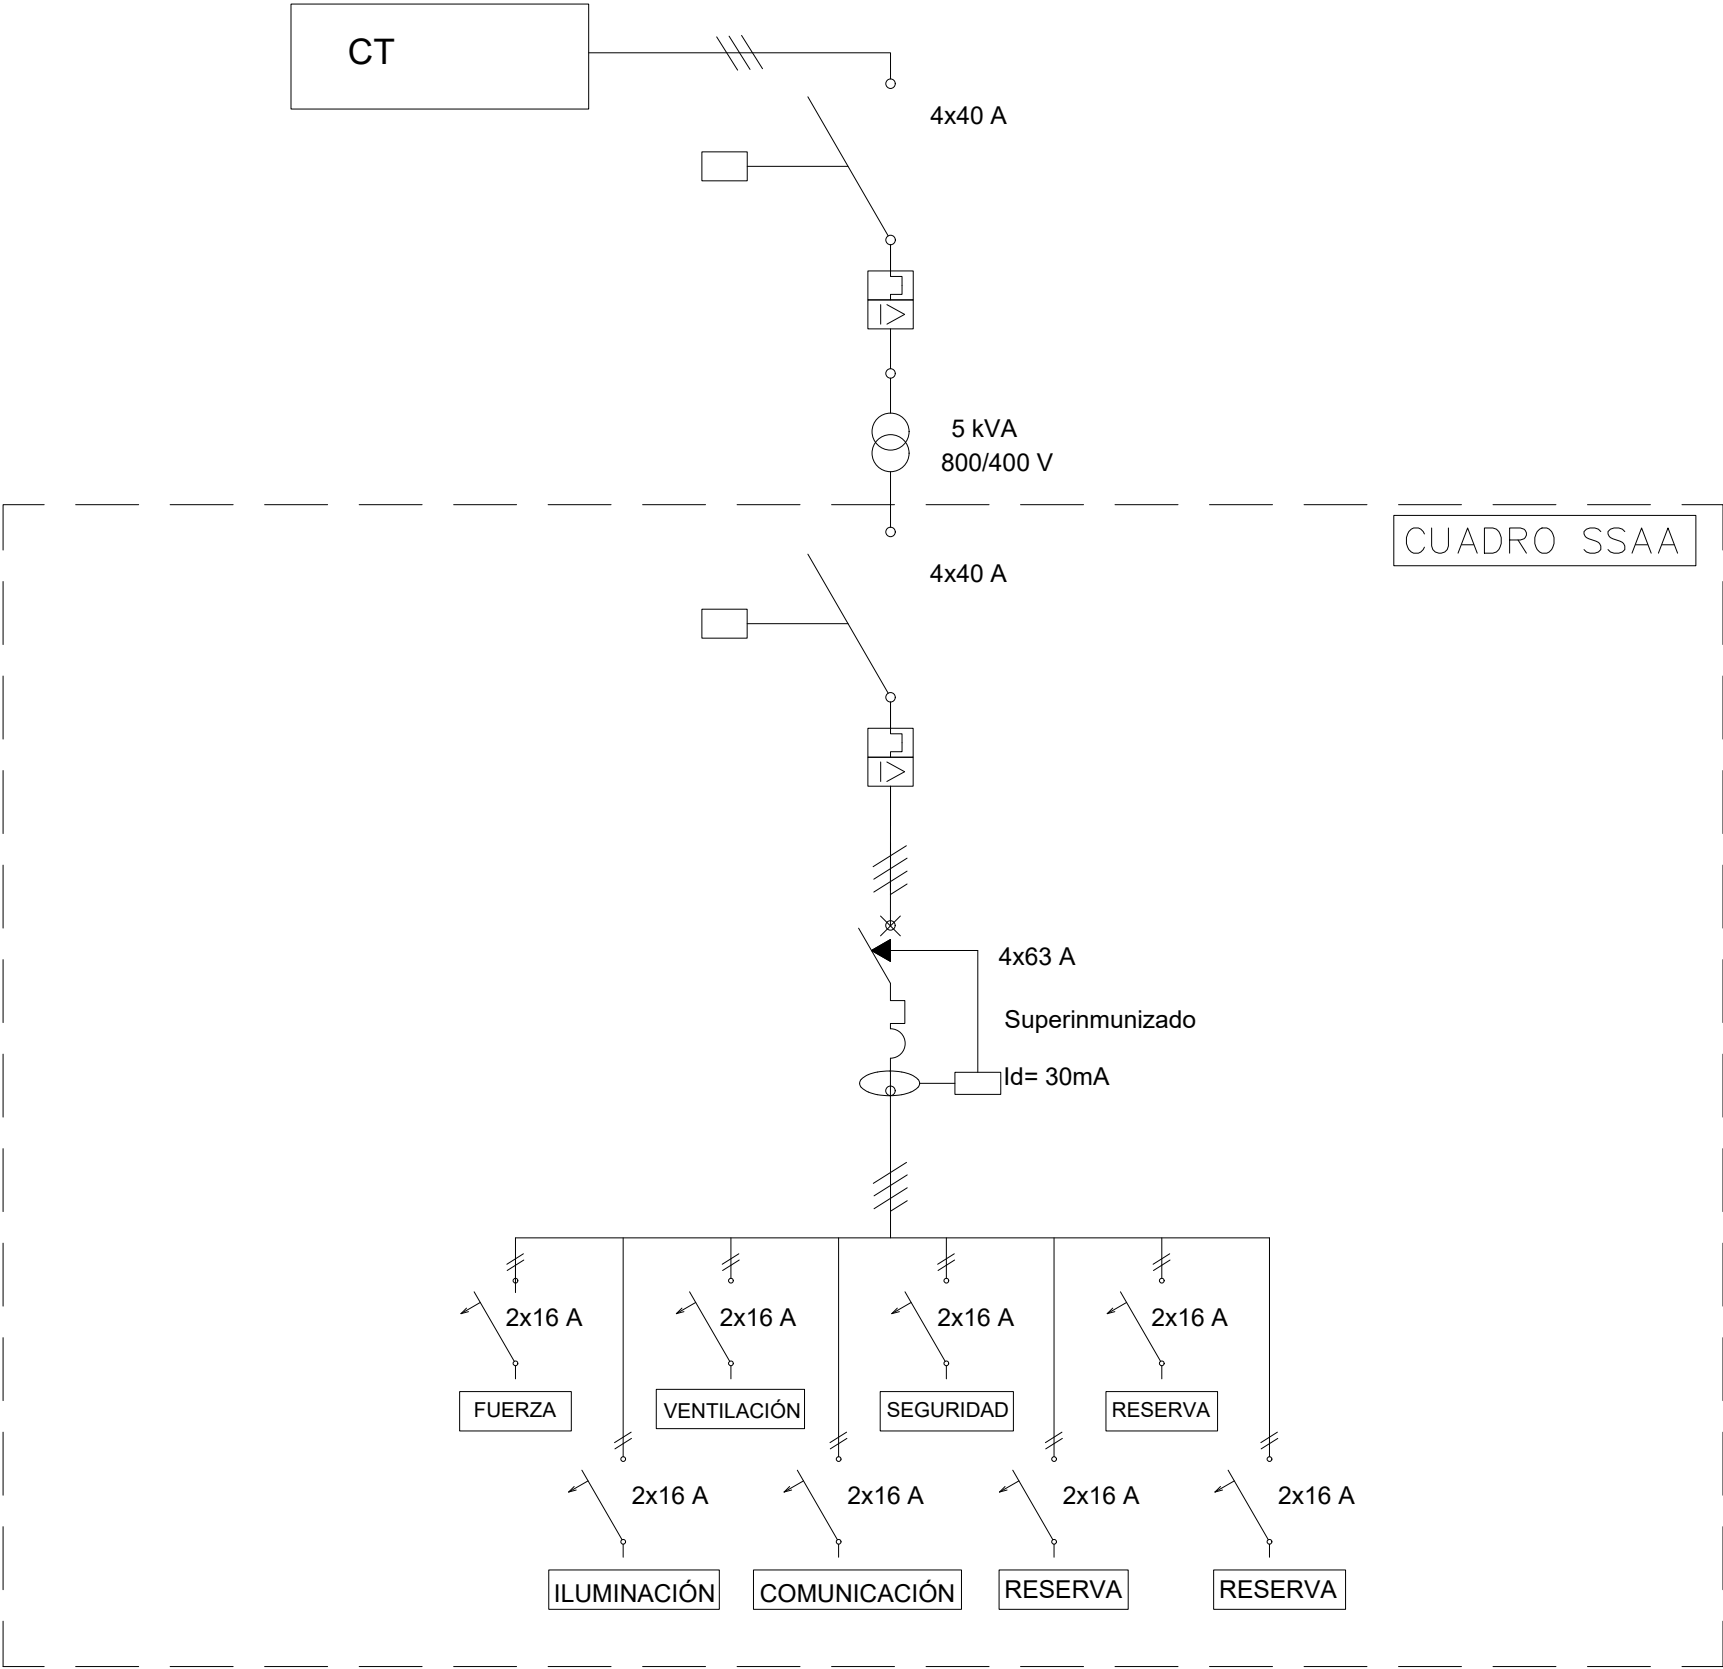 CT
4x40 A
5 kVA
800/400 V
CUADRO SSAA
4x40 A
4x63 A
Superinmunizado
Id= 30mA
2x16 A
2x16 A
2x16 A
2x16 A
FUERZA
VENTILACIÓN
SEGURIDAD
RESERVA
2x16 A
2x16 A
2x16 A
2x16 A
ILUMINACIÓN
COMUNICACIÓN
RESERVA
RESERVA